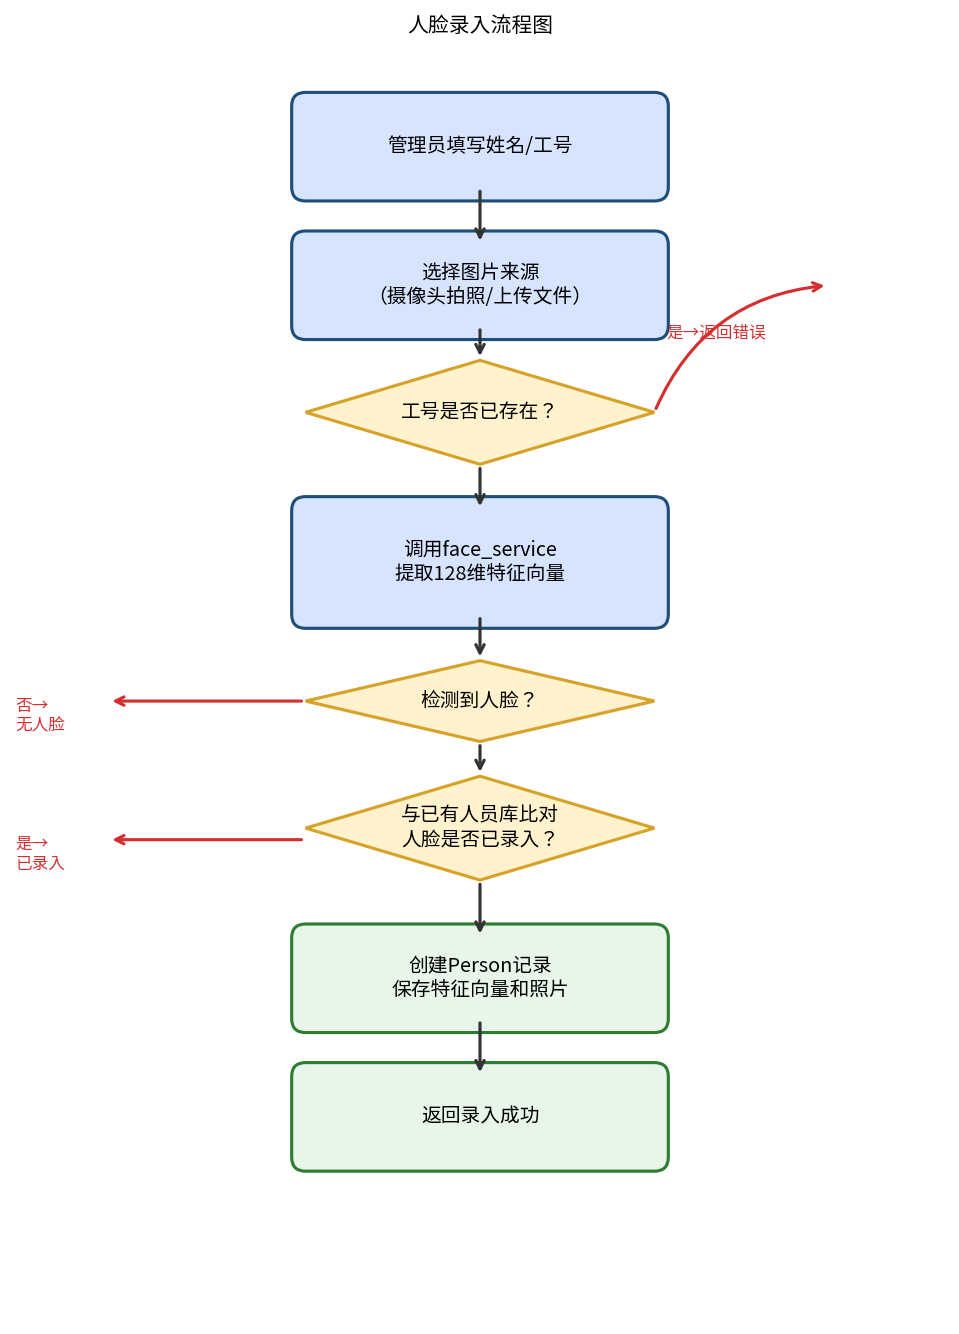 人脸录入流程图
管理员填写姓名/工号
选择图片来源
（摄像头拍照/上传文件）
是→返回错误
工号是否已存在？
调用face_service
提取128维特征向量
检测到人脸？
否→
无人脸
与已有人员库比对
人脸是否已录入？
是→
已录入
创建Person记录
保存特征向量和照片
返回录入成功